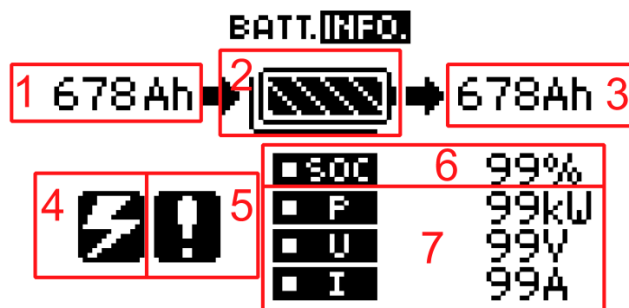 BATT. INFO.
1 678Ah 2 678Ah 3
4 5 SOC 6 99%
P 99kW
U 7 99V
I 99A